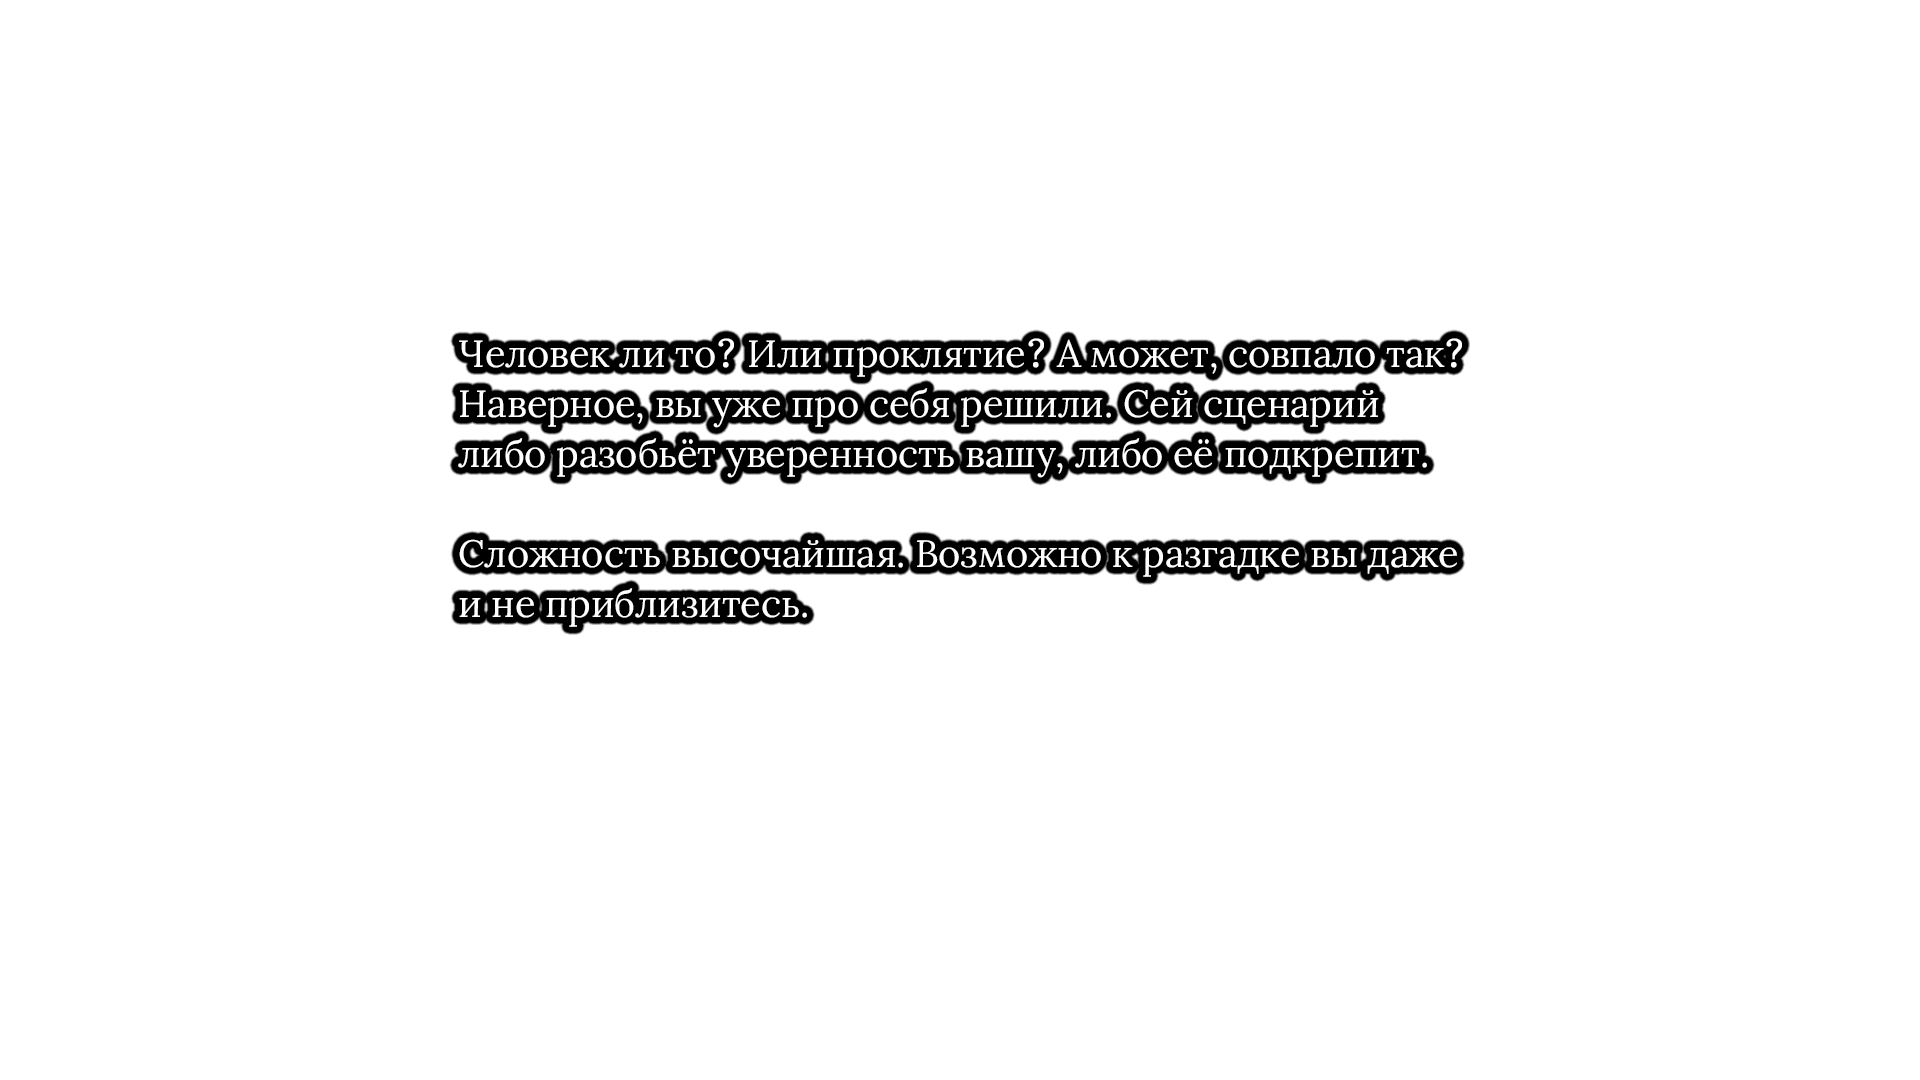 Человек ли то? Или проклятие? А может, совпало так?
Наверное, вы уже про себя решили. Сей сценарий
либо разобьёт уверенность вашу, либо её подкрепит.
Сложность высочайшая. Возможно к разгадке вы даже
и не приблизитесь.